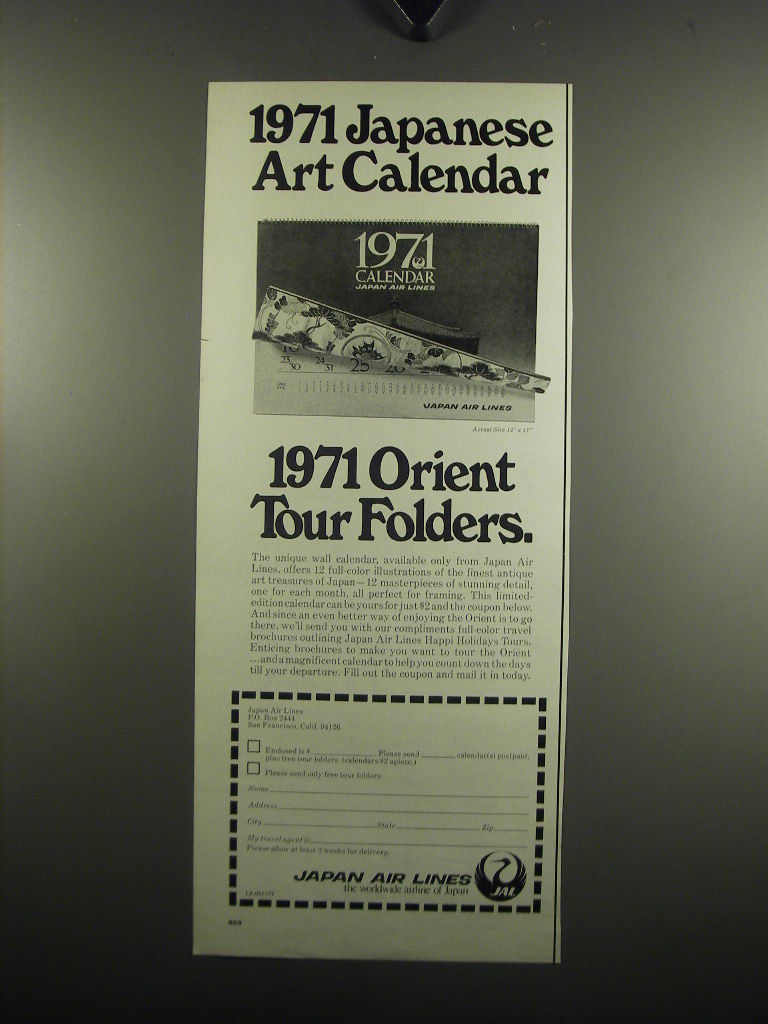 1971 Japanese
Art Calendar
1971
CALENDAR
JAPAN AIR LINES
16
23 30
24 31
25
26
JAPAN AIR LINES
Actual Size 12" x 17"
1971 Orient
Tour Folders.
The unique wall calendar, available only from Japan Air
Lines, offers 12 full-color illustrations of the finest antique
art treasures of Japan—12 masterpieces of stunning detail,
one for each month, all perfect for framing. This limited-
edition calendar can be yours for just $2 and the coupon below.
And since an even better way of enjoying the Orient is to go
there, we'll send you with our compliments full-color travel
brochures outlining Japan Air Lines Happi Holidays Tours.
Enticing brochures to make you want to tour the Orient
...and a magnificent calendar to help you count down the days
till your departure. Fill out the coupon and mail it in today.
Japan Air Lines
P.O. Box 2444
San Francisco, Calif. 94126
Enclosed is $ . Please send calendar(s) postpaid,
plus free tour folders. (calendars $2 apiece.)
Please send only free tour folders.
Name
Address
City State Zip
My travel agent is
Please allow at least 3 weeks for delivery.
JAPAN AIR LINES
the worldwide airline of Japan
JAL